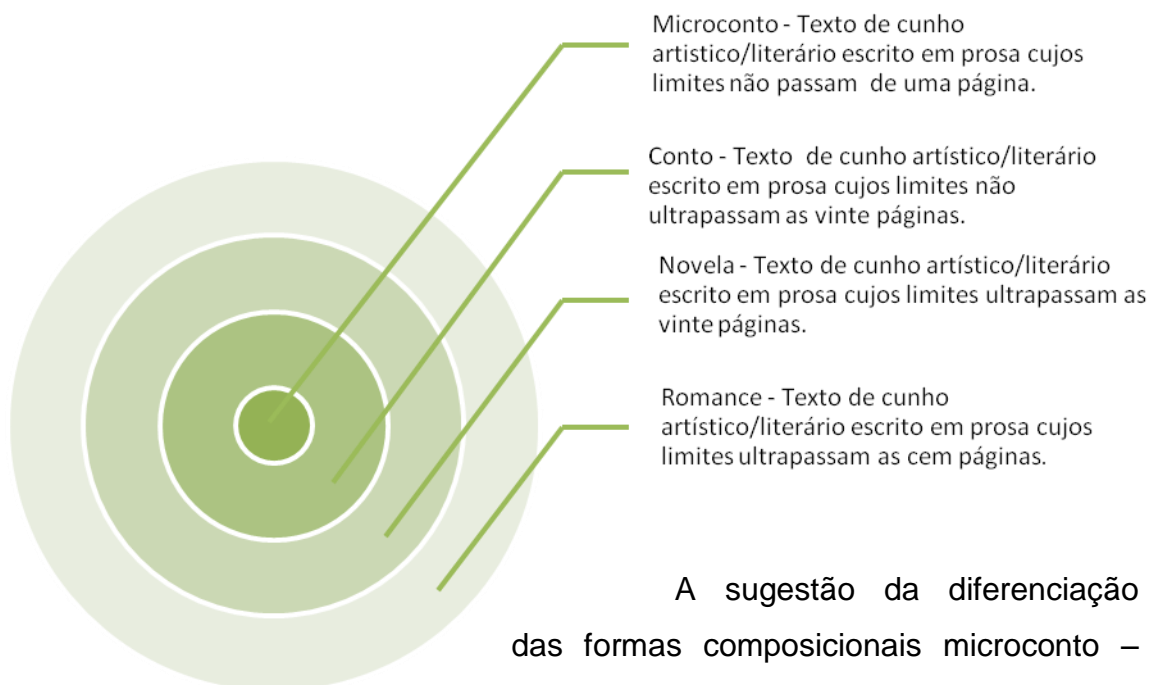 Microconto - Texto de cunho
artistico/literário escrito em prosa cujos
limites não passam de uma página.
Conto - Texto de cunho artístico/literário
escrito em prosa cujos limites não
ultrapassam as vinte páginas.
Novela - Texto de cunho artístico/literário
escrito em prosa cujos limites ultrapassam as
vinte páginas.
Romance - Texto de cunho
artístico/literário escrito em prosa cujos
limites ultrapassam as cem páginas.
A sugestão da diferenciação
das formas composicionais microconto –